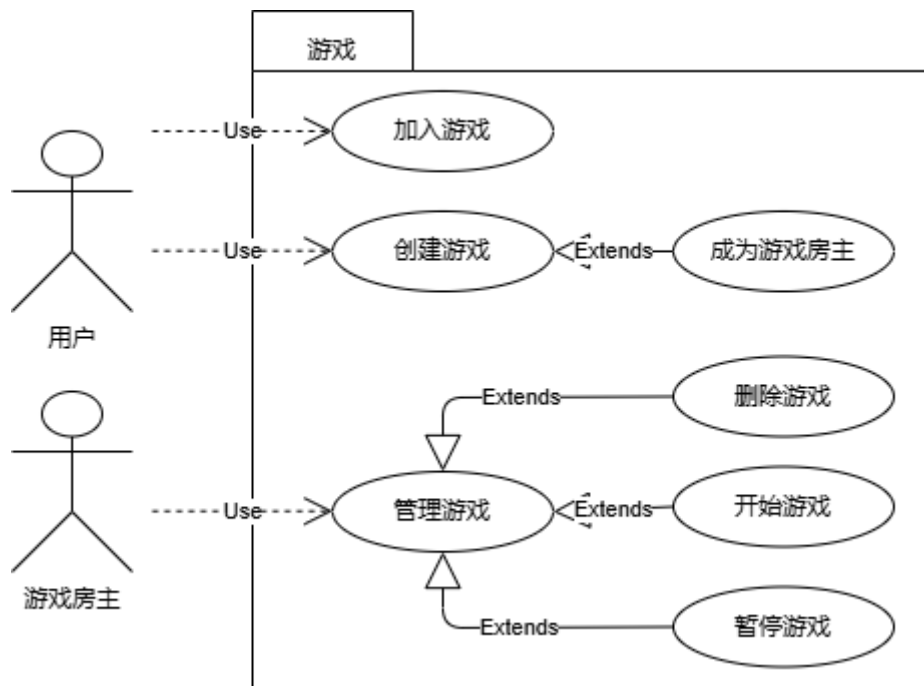 游戏
Use
加入游戏
Use
创建游戏
Extends
成为游戏房主
用户
Extends
删除游戏
Use
管理游戏
Extends
开始游戏
游戏房主
Extends
暂停游戏